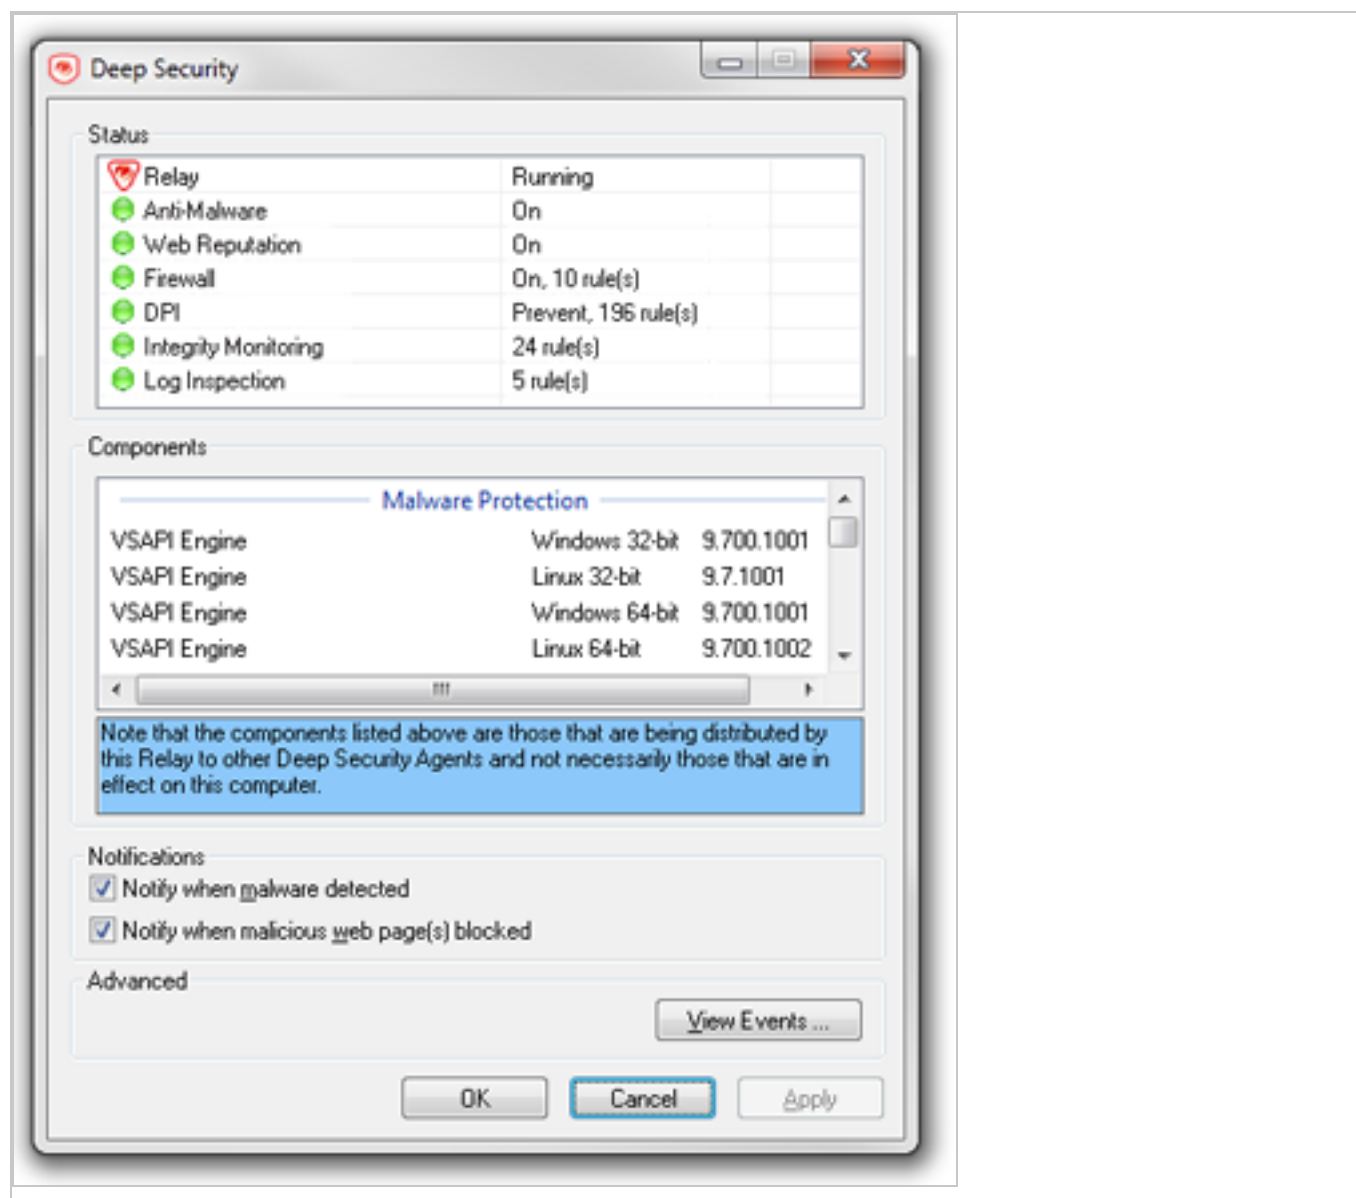 Deep Security
Status
Relay Running
Anti-Malware On
Web Reputation On
Firewall On, 10 rule(s)
DPI Prevent, 196 rule(s)
Integrity Monitoring 24 rule(s)
Log Inspection 5 rule(s)
Components
Malware Protection
VSAPI Engine Windows 32-bit 9.700.1001
VSAPI Engine Linux 32-bit 9.7.1001
VSAPI Engine Windows 64-bit 9.700.1001
VSAPI Engine Linux 64-bit 9.700.1002
Note that the components listed above are those that are being distributed by
this Relay to other Deep Security Agents and not necessarily those that are in
effect on this computer.
Notifications
Notify when malware detected
Notify when malicious web page(s) blocked
Advanced
View Events ...
OK Cancel Apply